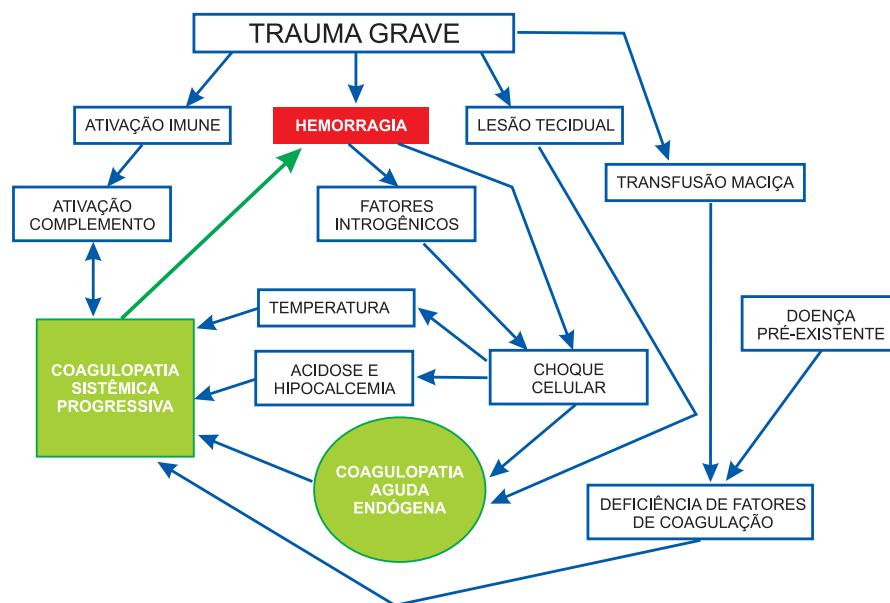 TRAUMA GRAVE
ATIVAÇÃO IMUNE
HEMORRAGIA
LESÃO TECIDUAL
TRANSFUSÃO MACIÇA
ATIVAÇÃO
COMPLEMENTO
FATORES
INTROGÊNICOS
TEMPERATURA
DOENÇA
PRÉ-EXISTENTE
COAGULOPATIA
SISTÊMICA
PROGRESSIVA
ACIDOSE E
HIPOCALCEMIA
CHOQUE
CELULAR
COAGULOPATIA
AGUDA
ENDÓGENA
DEFICIÊNCIA DE FATORES
DE COAGULAÇÃO